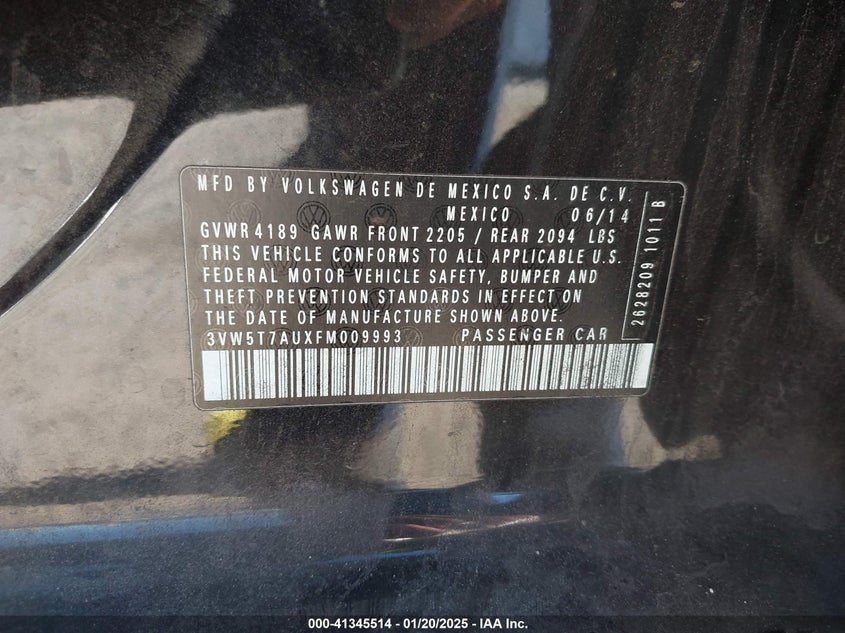 MFD BY VOLKSWAGEN DE MEXICO S.A. DE C.V.
MEXICO 06/14
GVWR 4189 GAWR FRONT 2205 / REAR 2094 LBS
THIS VEHICLE CONFORMS TO ALL APPLICABLE U.S.
FEDERAL MOTOR VEHICLE SAFETY, BUMPER AND
THEFT PREVENTION STANDARDS IN EFFECT ON
THE DATE OF MANUFACTURE SHOWN ABOVE.
3VW5T7AUXFM009993 PASSENGER CAR
2628209 1011 B
000-41345514 - 01/20/2025 - IAA Inc.